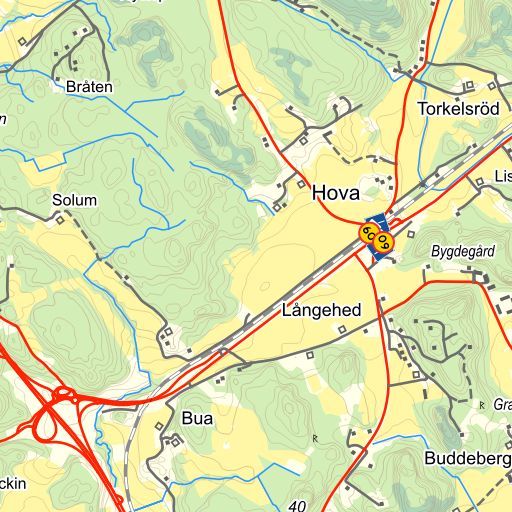 Bråten
Torkelsröd
n
Lis
Solum
Hova
60
60
Bygdegård
Långehed
Gra
R
Bua
R
Buddeberg
ckin
40